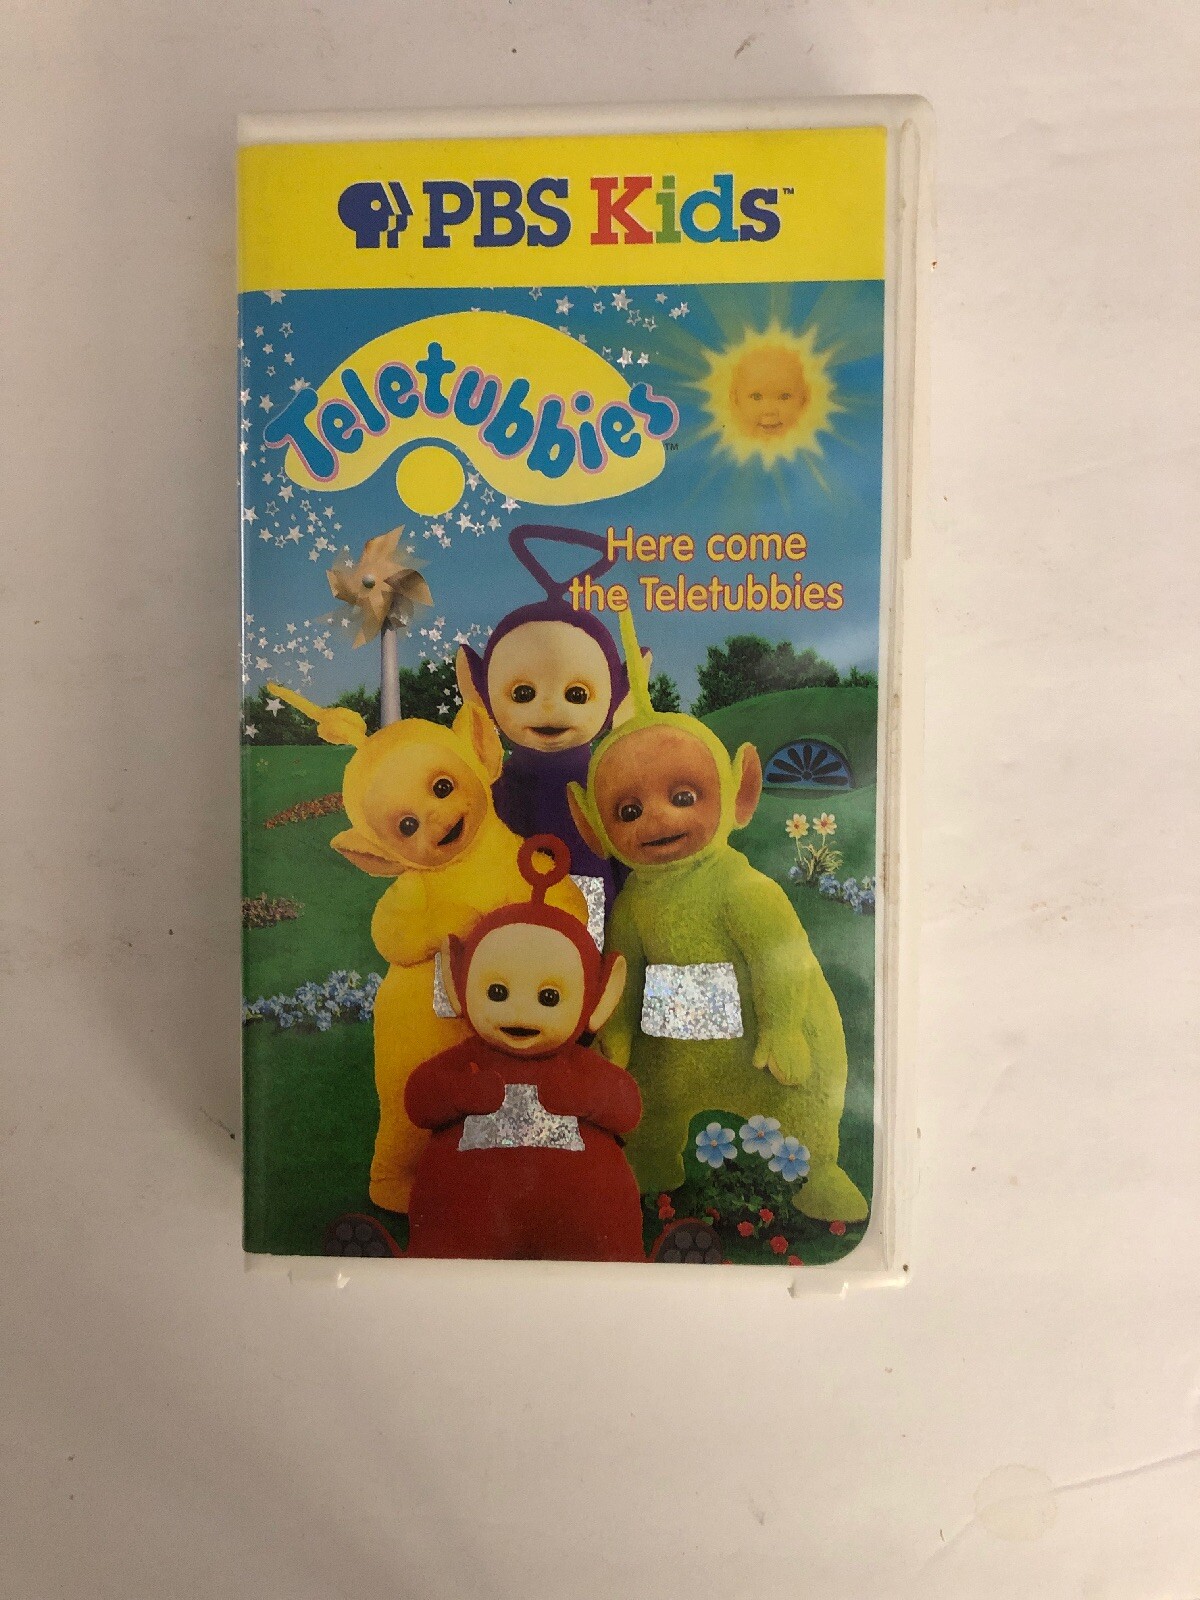 PBS Kids™
Teletubbies™
Here come
the Teletubbies